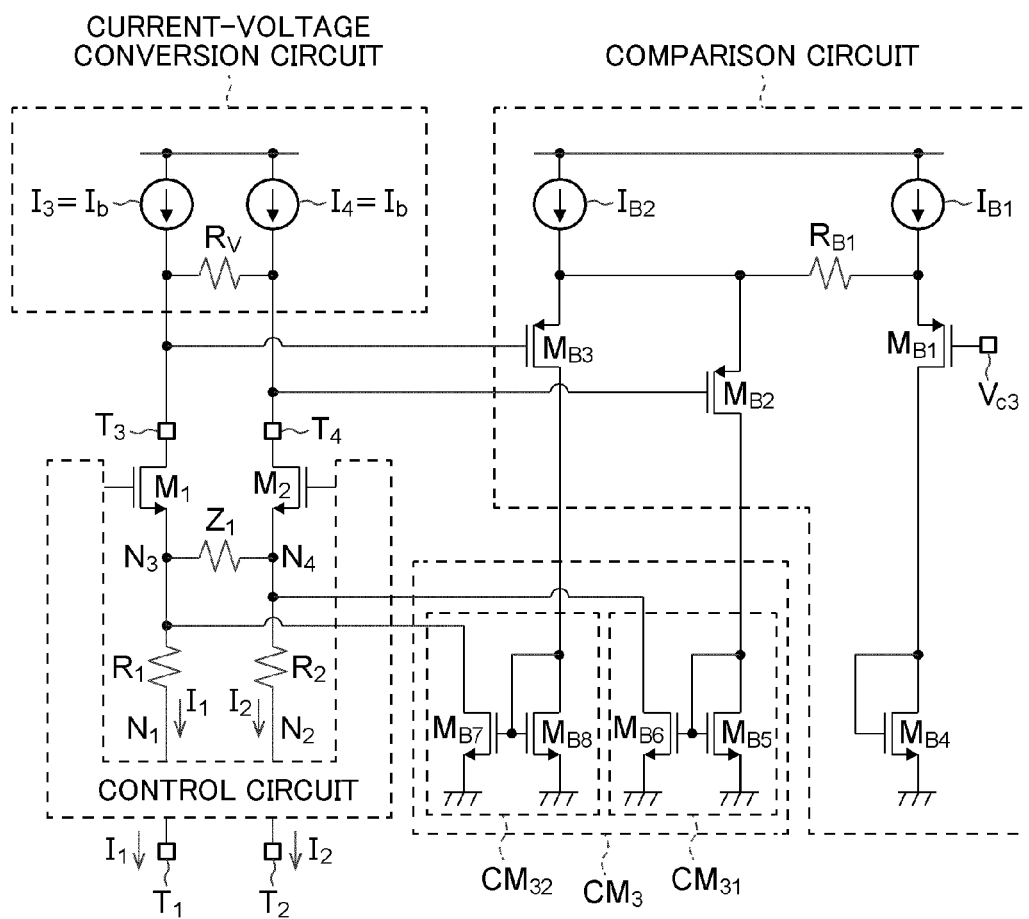 CURRENT-VOLTAGE
CONVERSION CIRCUIT
COMPARISON CIRCUIT
I3=Ib
I4=Ib
RV
IB2
IB1
RB1
MB3
MB2
MB1
Vc3
T3
T4
M1
M2
Z1
N3
N4
R1
R2
I1
I2
N1
N2
MB7
MB8
MB6
MB5
MB4
CONTROL CIRCUIT
I1
I2
T1
T2
CM32
CM3
CM31